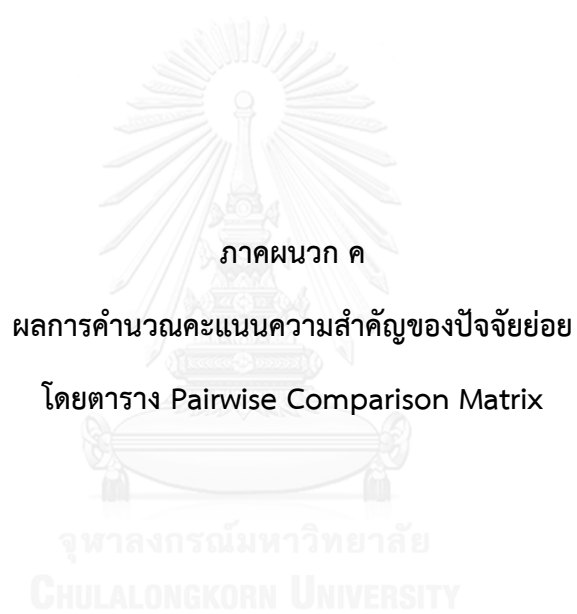 ภาคผนวก ค
ผลการคำนวณคะแนนความสำคัญของปัจจัยย่อย
โดยตาราง Pairwise Comparison Matrix
จุฬาลงกรณ์มหาวิทยาลัย
CHULALONGKORN UNIVERSITY